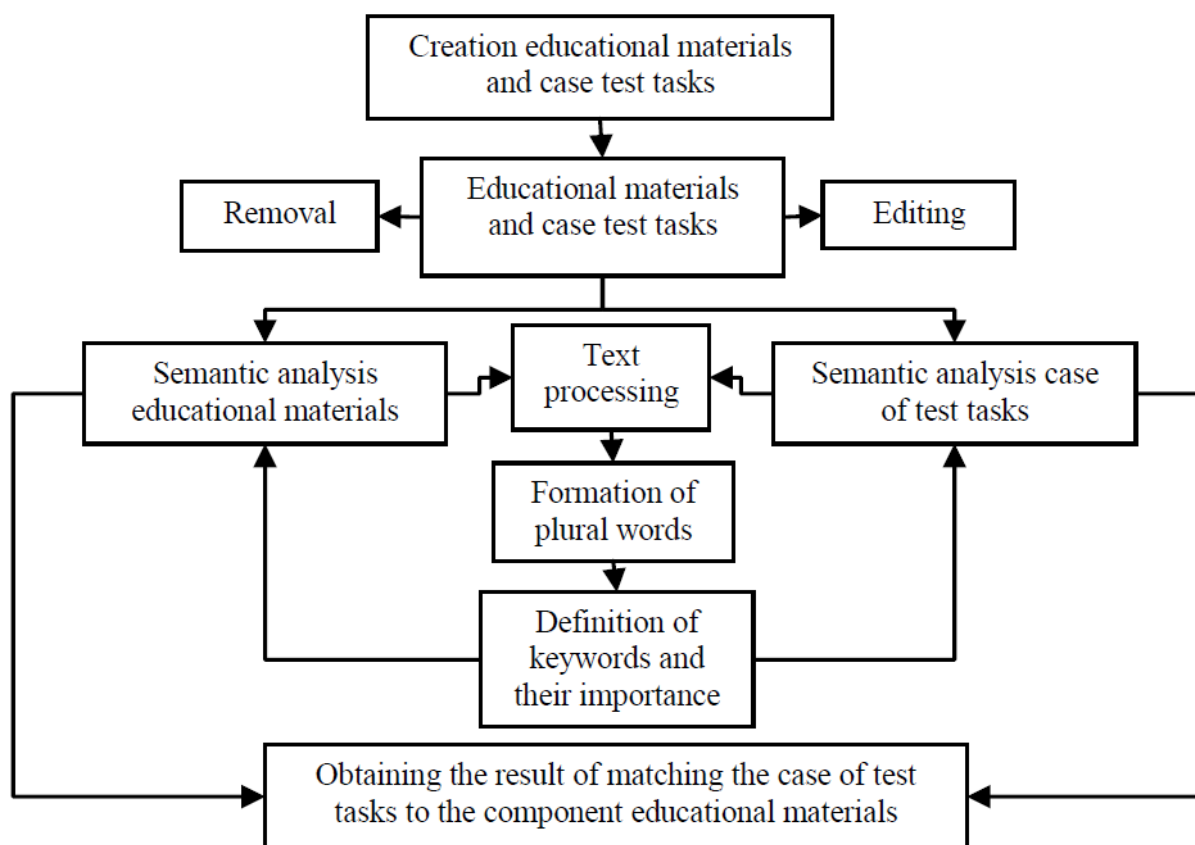 Creation educational materials
and case test tasks
Removal
Educational materials
and case test tasks
Editing
Semantic analysis
educational materials
Text
processing
Semantic analysis case
of test tasks
Formation of
plural words
Definition of
keywords and
their importance
Obtaining the result of matching the case of test
tasks to the component educational materials